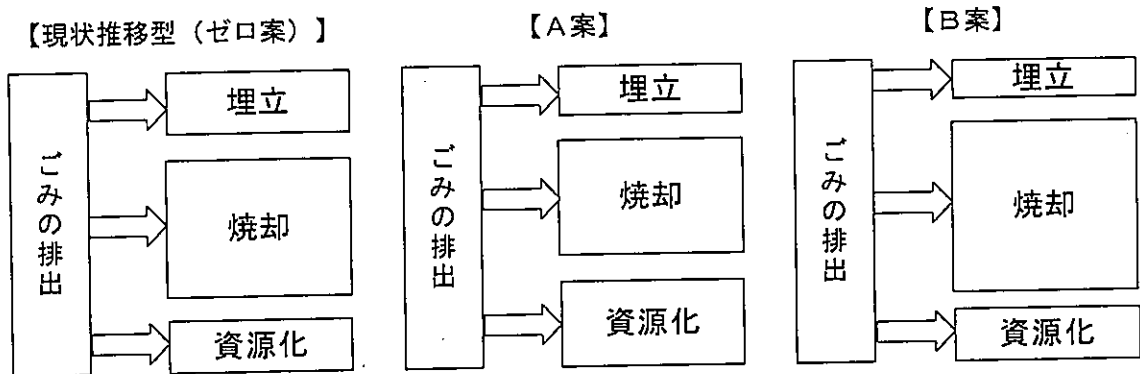 【現状推移型（ゼロ案）】
ごみの排出
埋立
焼却
資源化
【A案】
ごみの排出
埋立
焼却
資源化
【B案】
ごみの排出
埋立
焼却
資源化